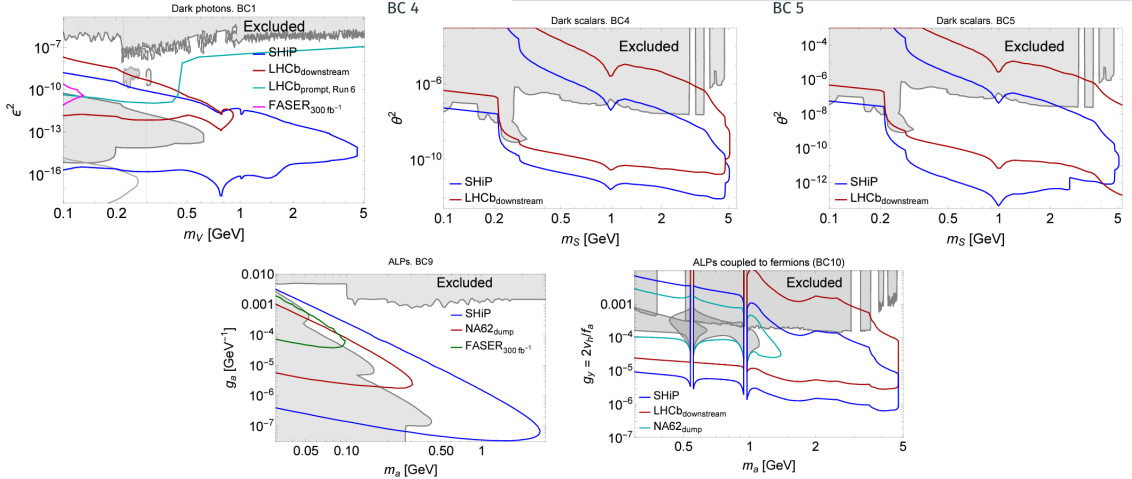 BC 4
BC 5
Dark photons. BC1
Excluded
SHiP
LHCb_downstream
LHCb_prompt, Run 6
FASER_300 fb⁻¹
10⁻⁷
10⁻¹⁰
10⁻¹³
10⁻¹⁶
ϵ²
0.1 0.2 0.5 1 2 5
m_V [GeV]
Dark scalars. BC4
Excluded
10⁻⁶
10⁻¹⁰
θ²
SHiP
LHCb_downstream
0.1 0.2 0.5 1 2 5
m_S [GeV]
Dark scalars. BC5
Excluded
10⁻⁴
10⁻⁶
10⁻⁸
10⁻¹⁰
10⁻¹²
θ²
SHiP
LHCb_downstream
0.1 0.2 0.5 1 2 5
m_S [GeV]
ALPs. BC9
Excluded
SHiP
NA62_dump
FASER_300 fb⁻¹
0.010
0.001
10⁻⁴
10⁻⁵
10⁻⁶
10⁻⁷
g_a [GeV⁻¹]
0.05 0.10 0.50 1
m_a [GeV]
ALPs coupled to fermions (BC10)
Excluded
0.001
10⁻⁴
10⁻⁵
10⁻⁶
10⁻⁷
g_y = 2v_h/f_a
SHiP
LHCb_downstream
NA62_dump
0.5 1 2 5
m_a [GeV]